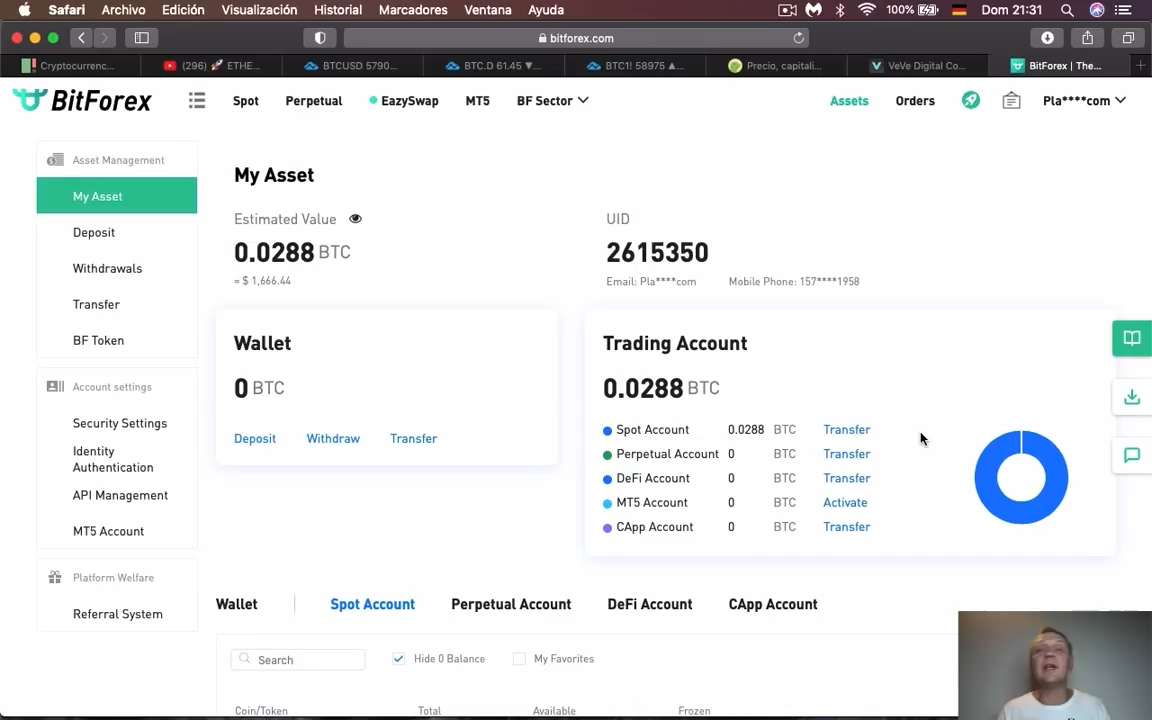 Safari Archivo Edición Visualización Historial Marcadores Ventana Ayuda 100% Dom 21:31
bitforex.com
Cryptocurrenc... (296) 🚀 ETHE... BTCUSD 5790... BTC.D 61.45 ▼... BTC1! 58975 ▲... Precio, capitali... VeVe Digital Co... BitForex | The...
BitForex Spot Perpetual EazySwap MT5 BF Sector Assets Orders Pla****com
Asset Management
My Asset
Deposit
Withdrawals
Transfer
BF Token
Account settings
Security Settings
Identity
Authentication
API Management
MT5 Account
Platform Welfare
Referral System
My Asset
Estimated Value
0.0288 BTC
≈ $ 1,666.44
UID
2615350
Email: Pla****com Mobile Phone: 157****1958
Wallet
0 BTC
Deposit Withdraw Transfer
Trading Account
0.0288 BTC
Spot Account 0.0288 BTC Transfer
Perpetual Account 0 BTC Transfer
DeFi Account 0 BTC Transfer
MT5 Account 0 BTC Activate
CApp Account 0 BTC Transfer
Wallet Spot Account Perpetual Account DeFi Account CApp Account
Search Hide 0 Balance My Favorites
Coin/Token Total Available Frozen